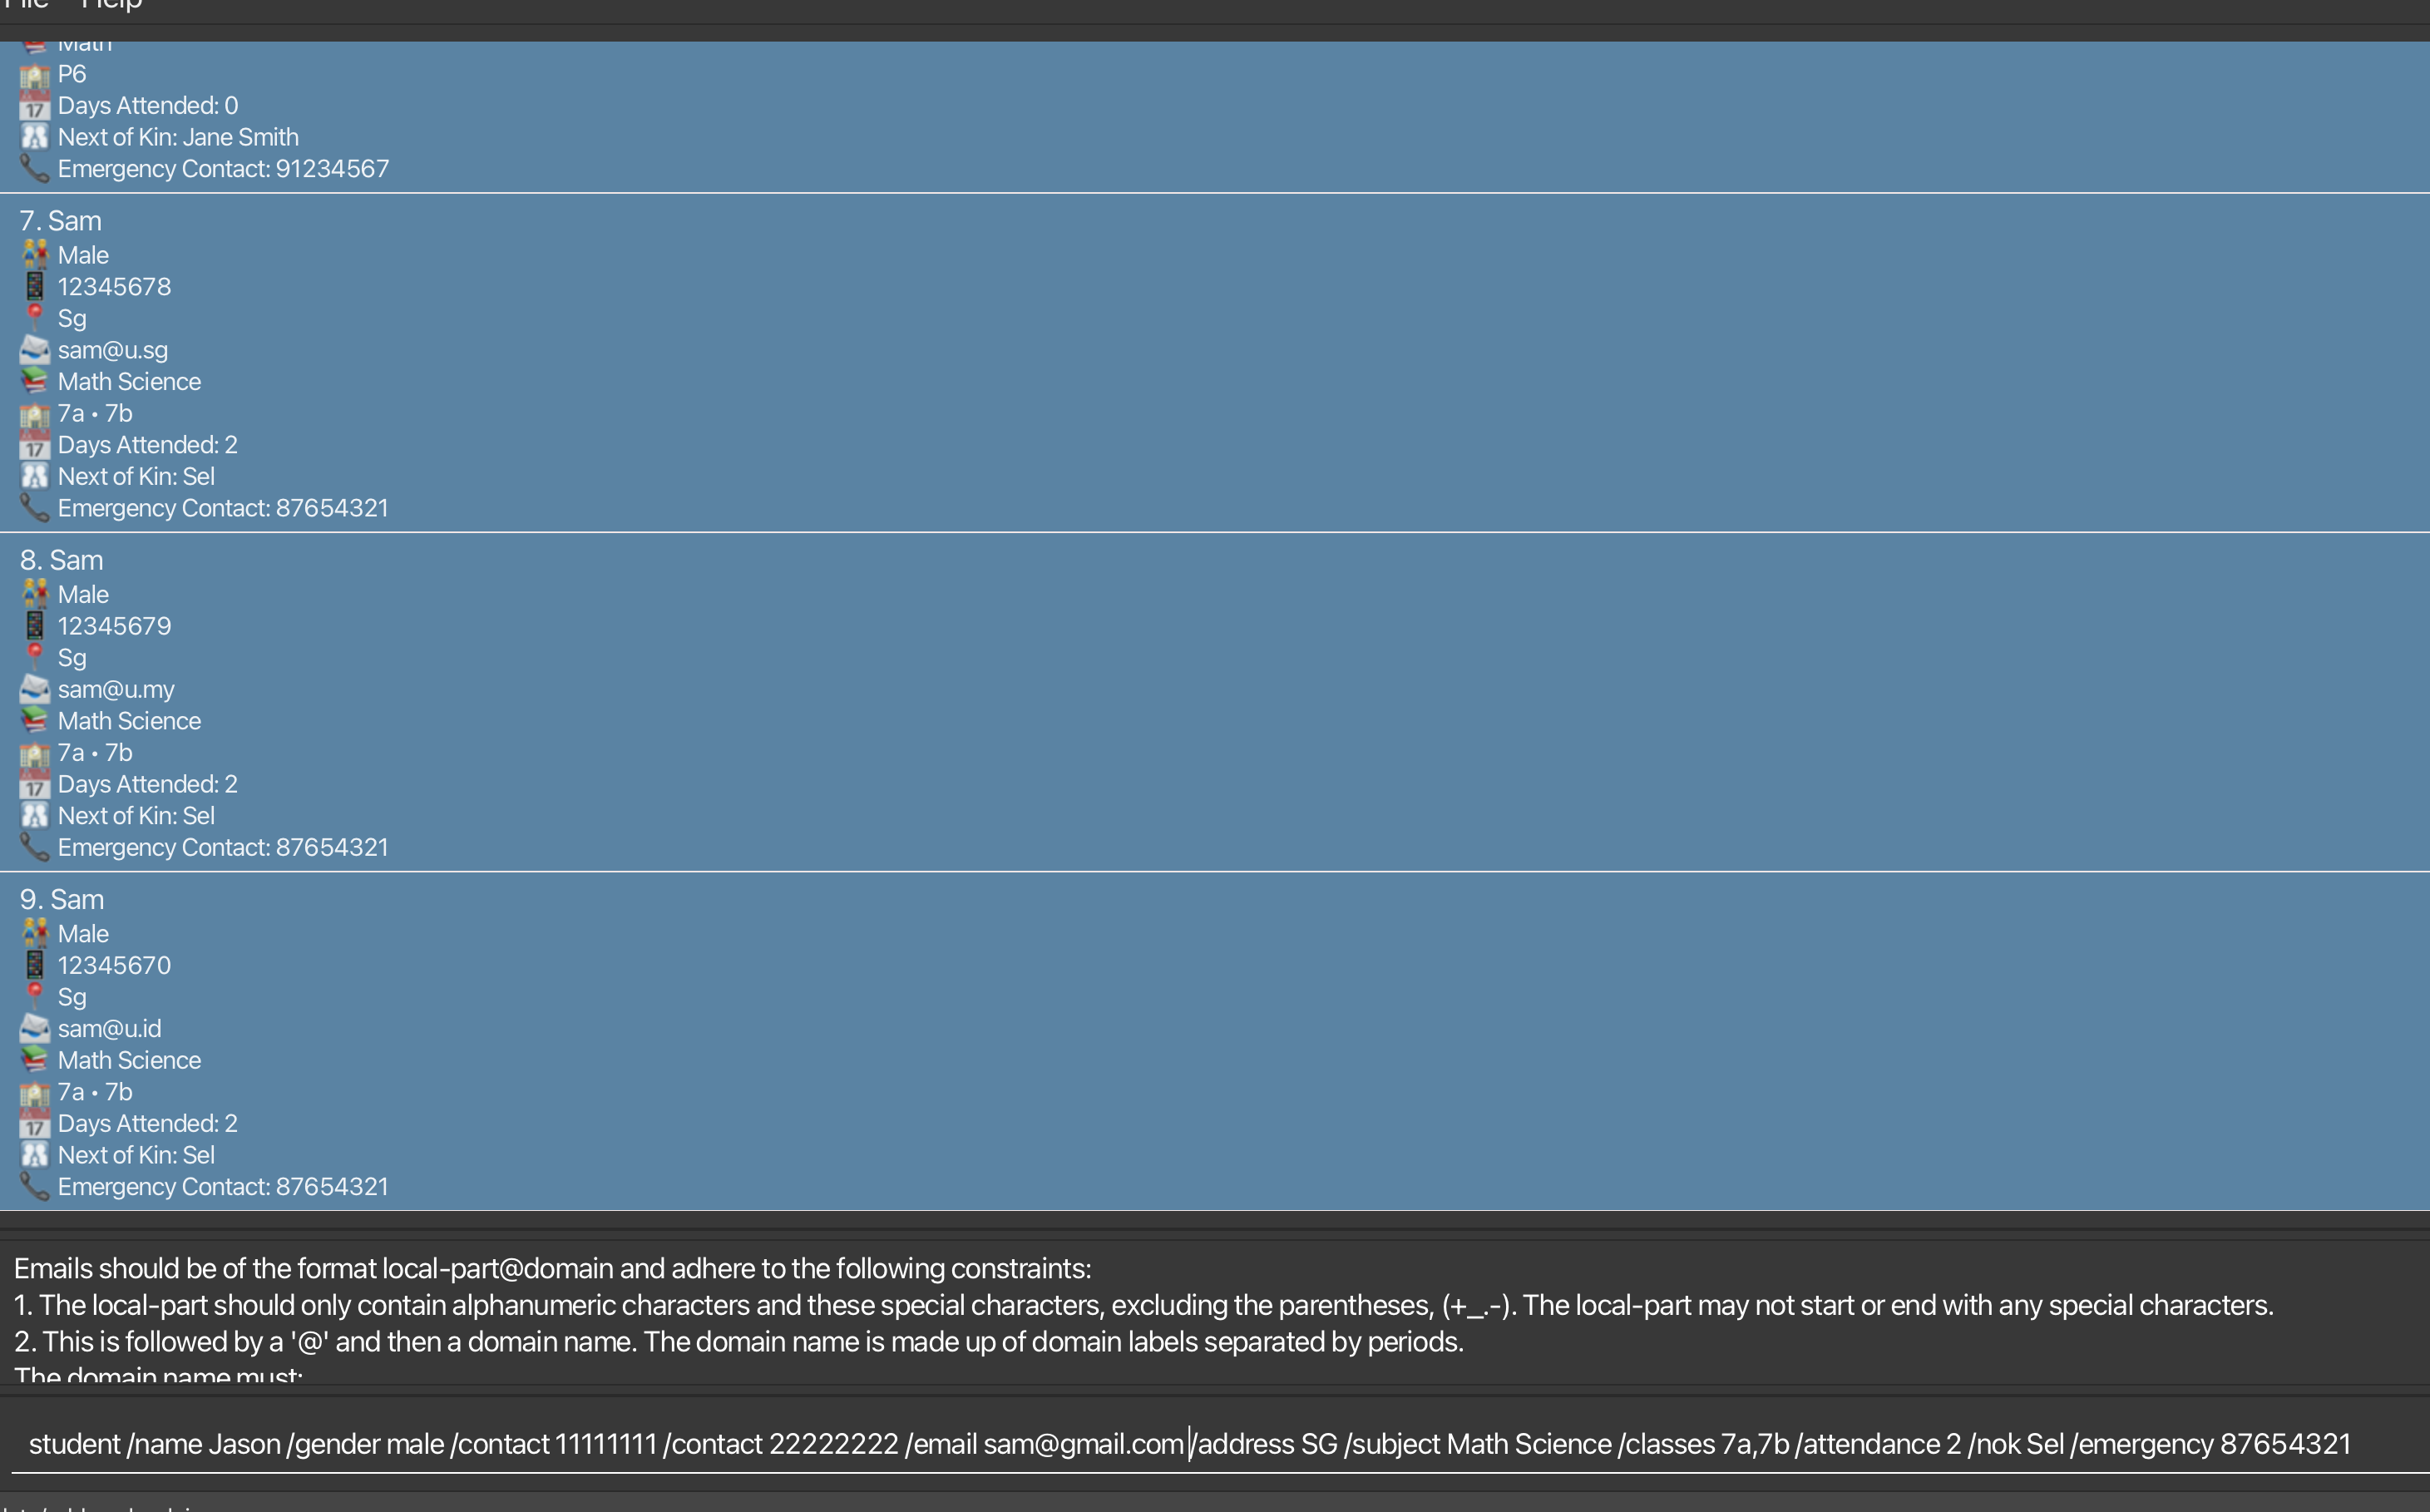 File Help
Math
P6
17 Days Attended: 0
Next of Kin: Jane Smith
Emergency Contact: 91234567
7. Sam
Male
12345678
Sg
sam@u.sg
Math Science
7a • 7b
17 Days Attended: 2
Next of Kin: Sel
Emergency Contact: 87654321
8. Sam
Male
12345679
Sg
sam@u.my
Math Science
7a • 7b
17 Days Attended: 2
Next of Kin: Sel
Emergency Contact: 87654321
9. Sam
Male
12345670
Sg
sam@u.id
Math Science
7a • 7b
17 Days Attended: 2
Next of Kin: Sel
Emergency Contact: 87654321
Emails should be of the format local-part@domain and adhere to the following constraints:
1. The local-part should only contain alphanumeric characters and these special characters, excluding the parentheses, (+_.-). The local-part may not start or end with any special characters.
2. This is followed by a '@' and then a domain name. The domain name is made up of domain labels separated by periods.
The domain name must:
student /name Jason /gender male /contact 11111111 /contact 22222222 /email sam@gmail.com /address SG /subject Math Science /classes 7a,7b /attendance 2 /nok Sel /emergency 87654321